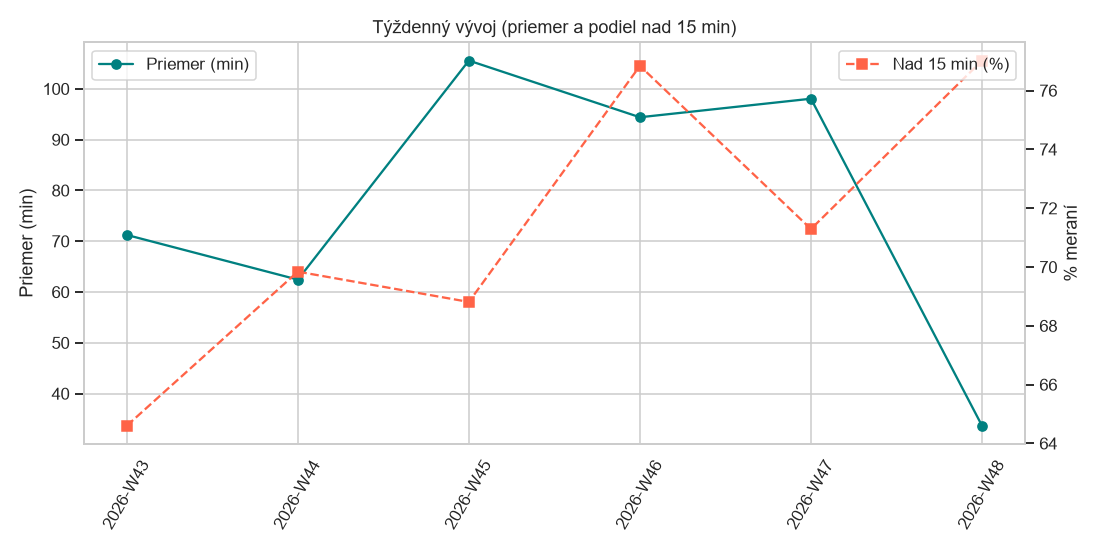 Týždenný vývoj (priemer a podiel nad 15 min)
Priemer (min)
Nad 15 min (%)
Priemer (min)
100
90
80
70
60
50
40
76
74
72
70
68
66
64
% meraní
2026-W43
2026-W44
2026-W45
2026-W46
2026-W47
2026-W48